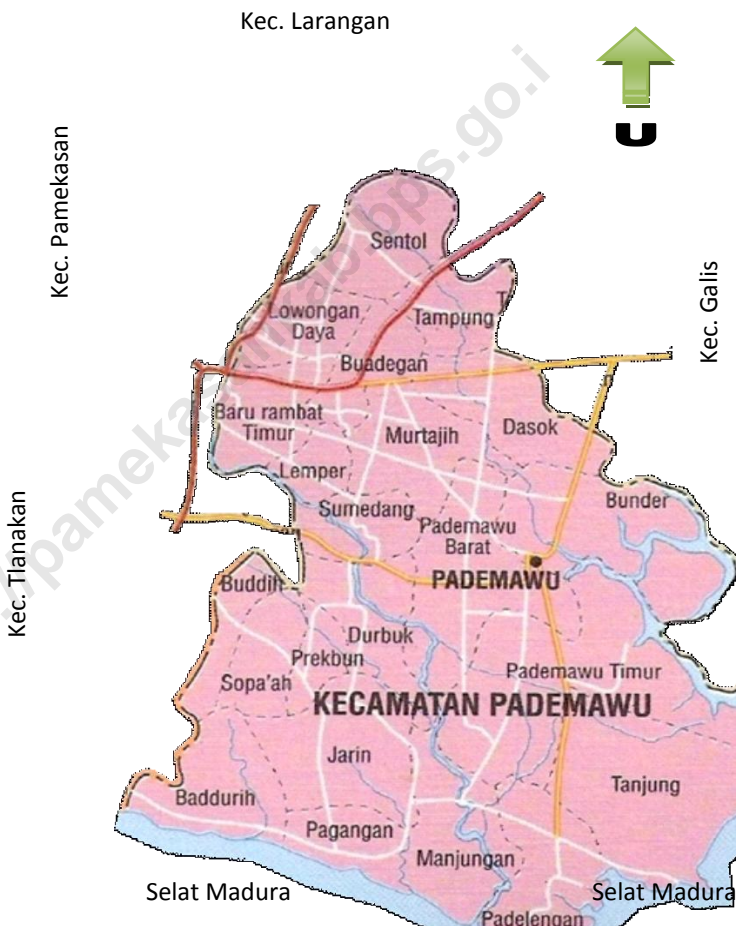 Kec. Larangan
U
Kec. Pamekasan
Kec. Galis
Kec. Tlanakan
Sentol
Lowongan
Daya
Tampung
T
Buadegan
Baru rambat
Timur
Murtajih
Dasok
Lemper
Bunder
Sumedang
Pademawu
Barat
PADEMAWU
Buddih
Durbuk
Prekbun
Pademawu Timur
Sopa'ah
KECAMATAN PADEMAWU
Jarin
Tanjung
Baddurih
Pagangan
Manjungan
Selat Madura
Selat Madura
Padelengan